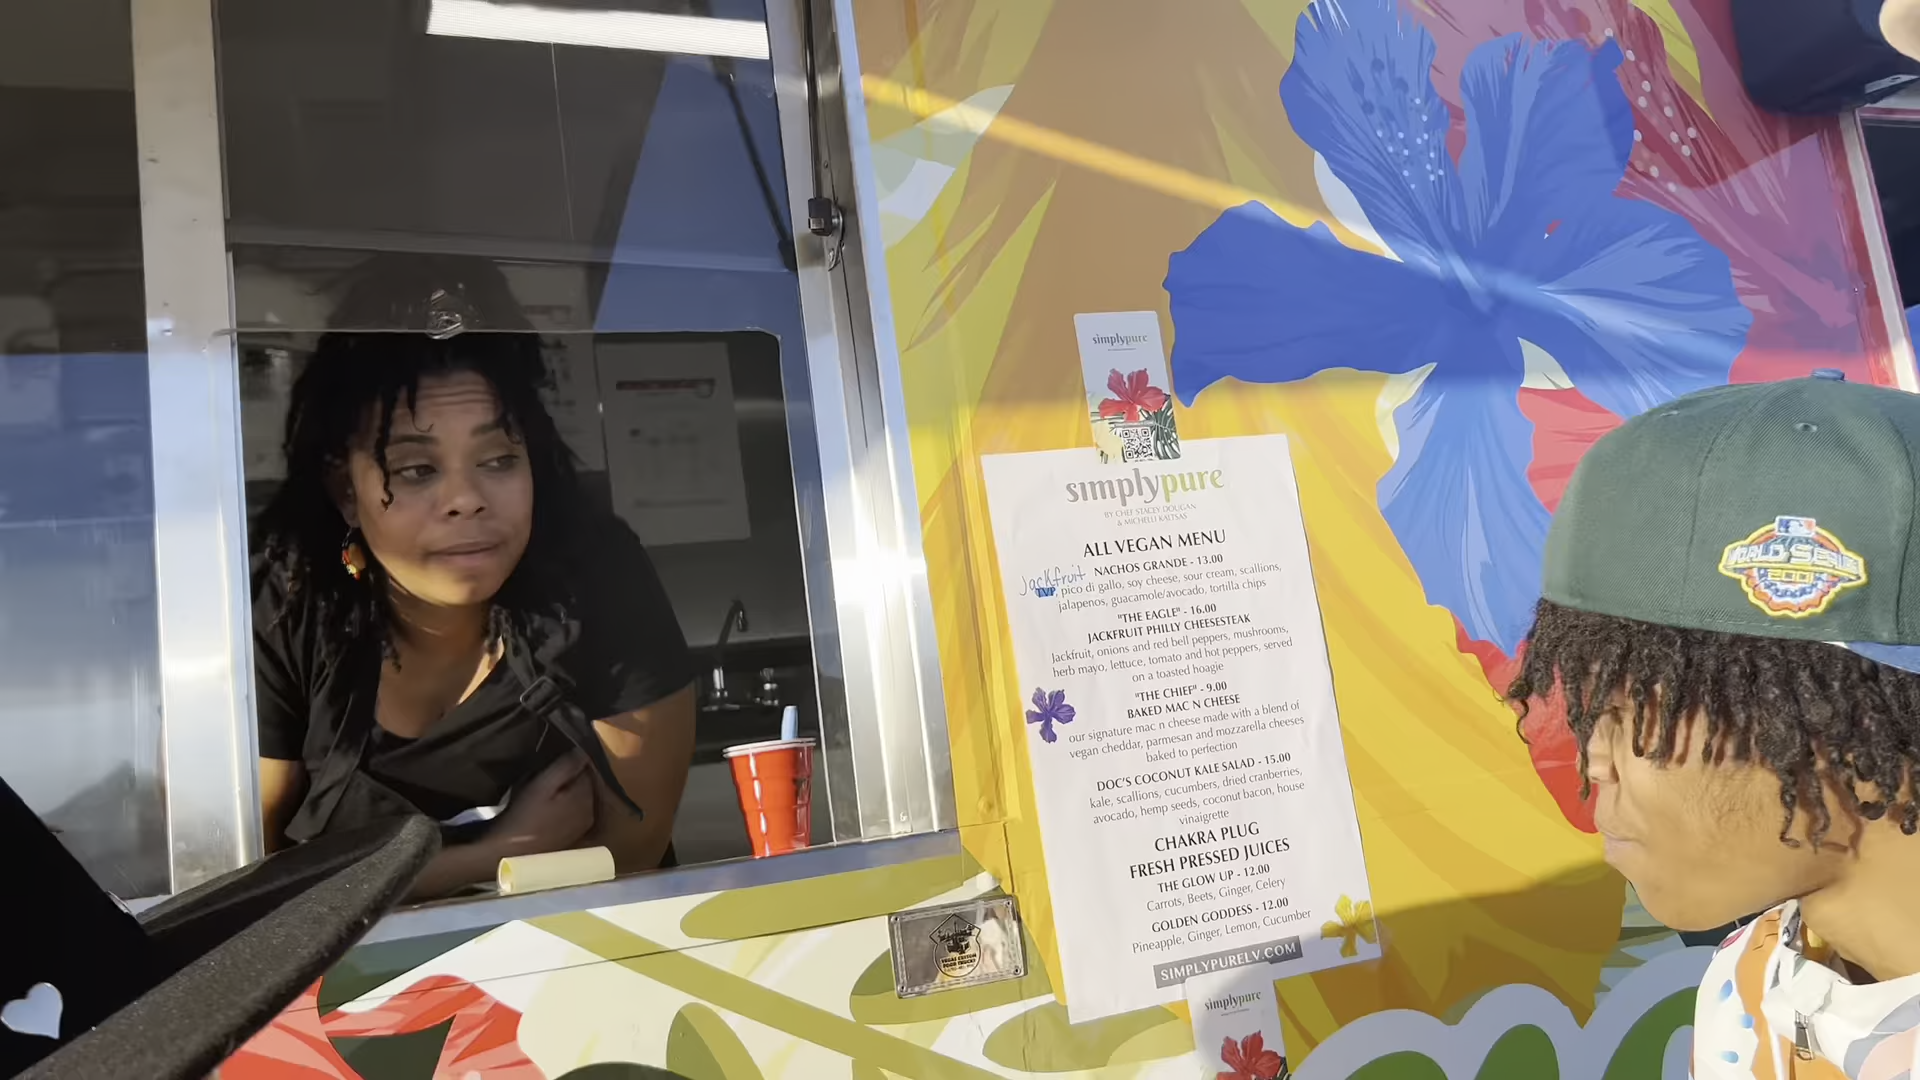 simplypure
simplypure
BY CHEF STACEY DOUGAN
& MICHELLI KALTSAS
ALL VEGAN MENU
NACHOS GRANDE - 13.00
Jackfruit
TVP, pico di gallo, soy cheese, sour cream, scallions,
jalapenos, guacamole/avocado, tortilla chips
"THE EAGLE" - 16.00
JACKFRUIT PHILLY CHEESESTEAK
Jackfruit, onions and red bell peppers, mushrooms,
herb mayo, lettuce, tomato and hot peppers, served
on a toasted hoagie
"THE CHIEF" - 9.00
BAKED MAC N CHEESE
our signature mac n cheese made with a blend of
vegan cheddar, parmesan and mozzarella cheeses
baked to perfection
DOC'S COCONUT KALE SALAD - 15.00
kale, scallions, cucumbers, dried cranberries,
avocado, hemp seeds, coconut bacon, house
vinaigrette
CHAKRA PLUG
FRESH PRESSED JUICES
THE GLOW UP - 12.00
Carrots, Beets, Ginger, Celery
GOLDEN GODDESS - 12.00
Pineapple, Ginger, Lemon, Cucumber
SIMPLYPURELV.COM
simplypure
WORLD SERIES
2001
VEGAS CUSTOM
FOOD TRUCKS